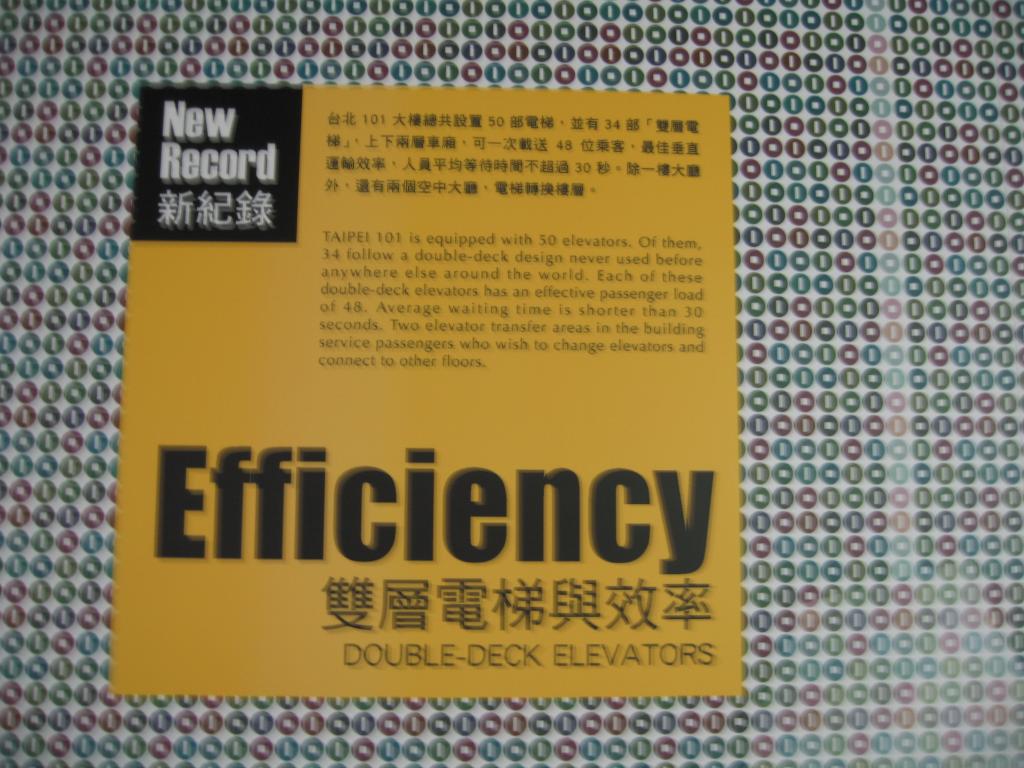 New
Record
新紀錄
台北 101 大樓總共設置 50 部電梯，並有 34 部「雙層電
梯」，上下兩層車廂，可一次載送 48 位乘客，最佳垂直
運輸效率，人員平均等待時間不超過 30 秒。除一樓大廳
外，還有兩個空中大廳，電梯轉換樓層。
TAIPEI 101 is equipped with 50 elevators. Of them,
34 follow a double-deck design never used before
anywhere else around the world. Each of these
double-deck elevators has an effective passenger load
of 48. Average waiting time is shorter than 30
seconds. Two elevator transfer areas in the building
service passengers who wish to change elevators and
connect to other floors.
Efficiency
雙層電梯與效率
DOUBLE-DECK ELEVATORS